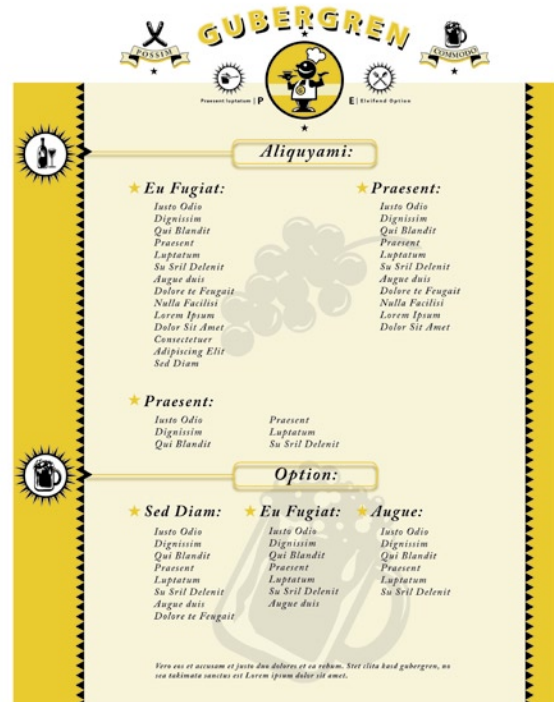 GUBERGREN
POSSIM
COMMODO
Praesent luptatum | P
E | Eleifend Option
Aliquyami:
Eu Fugiat:
Iusto Odio
Dignissim
Qui Blandit
Praesent
Luptatum
Su Sril Delenit
Augue duis
Dolore te Feugait
Nulla Facilisi
Lorem Ipsum
Dolor Sit Amet
Consectetuer
Adipiscing Elit
Sed Diam
Praesent:
Iusto Odio
Dignissim
Qui Blandit
Praesent
Luptatum
Su Sril Delenit
Augue duis
Dolore te Feugait
Nulla Facilisi
Lorem Ipsum
Dolor Sit Amet
Praesent:
Iusto Odio
Dignissim
Qui Blandit
Praesent
Luptatum
Su Sril Delenit
Option:
Sed Diam:
Iusto Odio
Dignissim
Qui Blandit
Praesent
Luptatum
Su Sril Delenit
Augue duis
Dolore te Feugait
Eu Fugiat:
Iusto Odio
Dignissim
Qui Blandit
Praesent
Luptatum
Su Sril Delenit
Augue duis
Augue:
Iusto Odio
Dignissim
Qui Blandit
Praesent
Luptatum
Su Sril Delenit
Vero eos et accusam et justo duo dolores et ea rebum. Stet clita kasd gubergren, no
sea takimata sanctus est Lorem ipsum dolor sit amet.